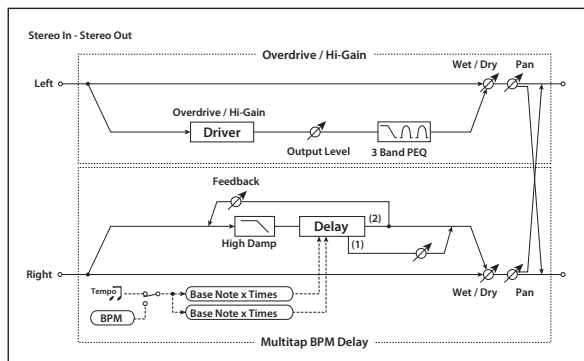 Stereo In - Stereo Out
Overdrive / Hi-Gain
Wet / Dry
Pan
Left
Overdrive / Hi-Gain
Driver
Output Level
3 Band PEQ
Feedback
Delay
(2)
(1)
High Damp
Right
Tempo
Base Note x Times
BPM
Base Note x Times
Wet / Dry
Pan
Multitap BPM Delay